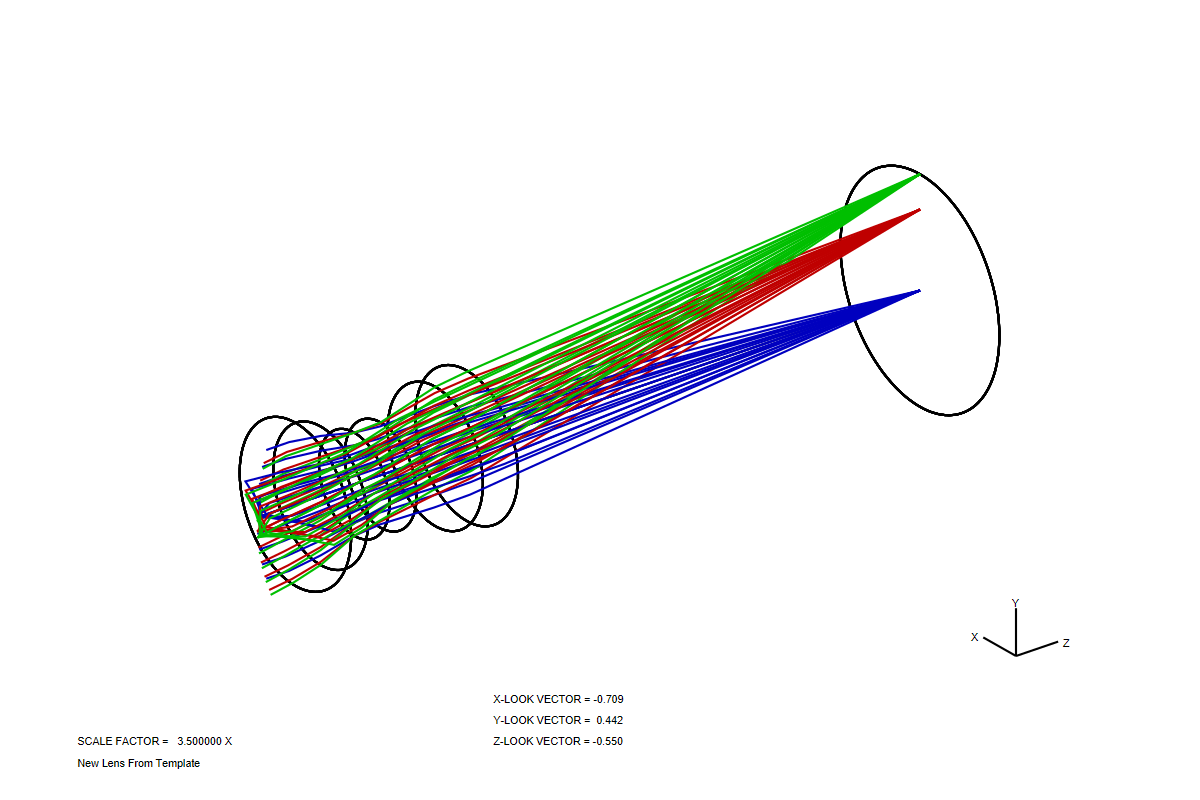 Y
X
Z
X-LOOK VECTOR = -0.709
Y-LOOK VECTOR =  0.442
SCALE FACTOR =   3.500000 X
Z-LOOK VECTOR = -0.550
New Lens From Template